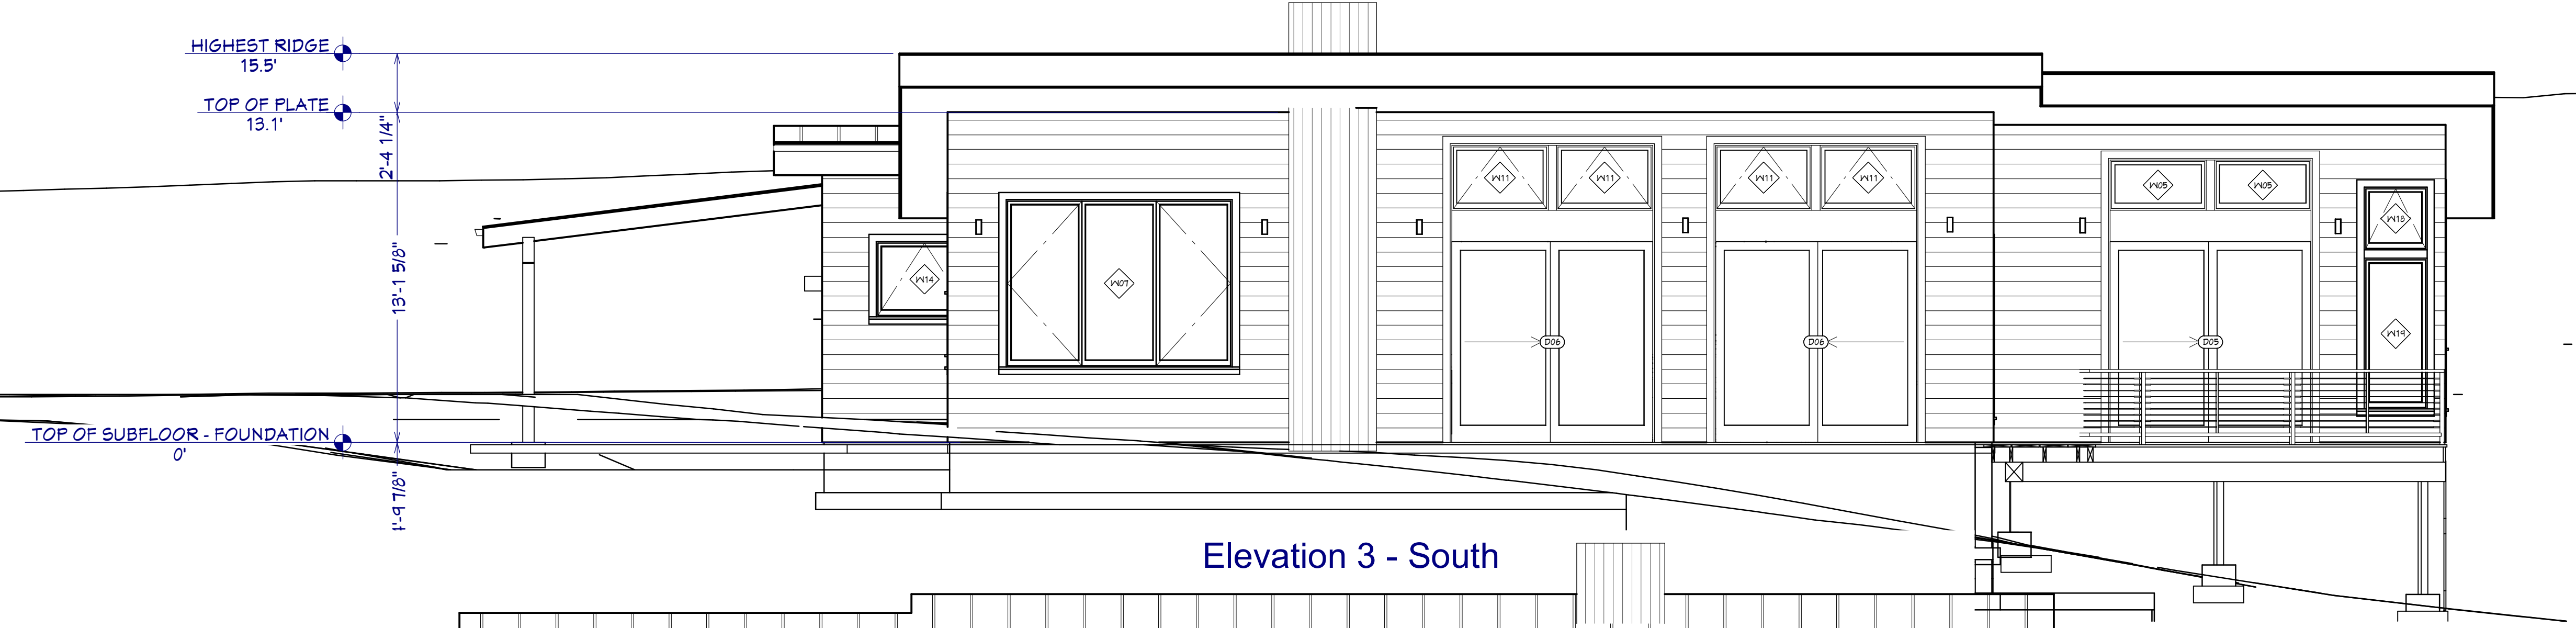 HIGHEST RIDGE
15.5'
TOP OF PLATE
13.1'
2'-4 1/4"
13'-1 5/8"
TOP OF SUBFLOOR - FOUNDATION
0'
1'-9 7/8"
W14
W07
W11
W11
W11
W11
D06
D06
W05
W05
D05
W18
W19
Elevation 3 - South